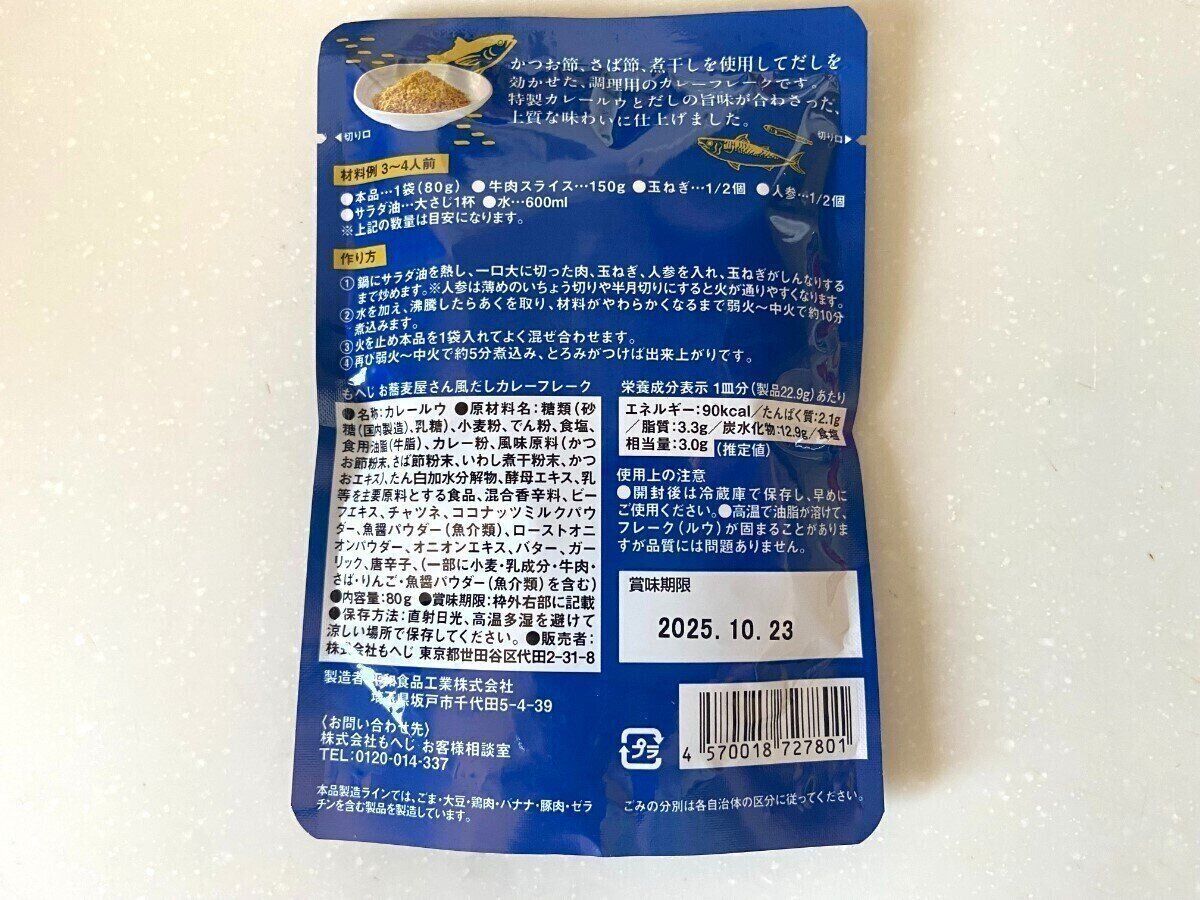 かつお節、さば節、煮干しを使用してだしを
効かせた、調理用のカレーフレークです。
特製カレールウとだしの旨味が合わさった、
上質な味わいに仕上げました。
◀切り口
切り口▶
材料例 3〜4人前
●本品…1袋(80g) ●牛肉スライス…150g ●玉ねぎ…1/2個 ●人参…1/2個
●サラダ油…大さじ1杯 ●水…600ml
※上記の数量は目安になります。
作り方
① 鍋にサラダ油を熱し、一口大に切った肉、玉ねぎ、人参を入れ、玉ねぎがしんなりする
まで炒めます。※人参は薄めのいちょう切りや半月切りにすると火が通りやすくなります。
② 水を加え、沸騰したらあくを取り、材料がやわらかくなるまで弱火〜中火で約10分
煮込みます。
③ 火を止め本品を1袋入れてよく混ぜ合わせます。
④ 再び弱火〜中火で約5分煮込み、とろみがつけば出来上がりです。
もへじ お蕎麦屋さん風だしカレーフレーク
●名称:カレールウ ●原材料名:糖類(砂
糖(国内製造)、乳糖)、小麦粉、でん粉、食塩、
食用油脂(牛脂)、カレー粉、風味原料(かつ
お節粉末、さば節粉末、いわし煮干粉末、かつ
おエキス)、たん白加水分解物、酵母エキス、乳
等を主要原料とする食品、混合香辛料、ビー
フエキス、チャツネ、ココナッツミルクパウ
ダー、魚醤パウダー(魚介類)、ローストオニ
オンパウダー、オニオンエキス、バター、ガー
リック、唐辛子、(一部に小麦・乳成分・牛肉・
さば・りんご・魚醤パウダー(魚介類)を含む)
●内容量:80g ●賞味期限:枠外右部に記載
●保存方法:直射日光、高温多湿を避けて
涼しい場所で保存してください。●販売者:
株式会社もへじ 東京都世田谷区代田2-31-8
製造者 食品工業株式会社
県坂戸市千代田5-4-39
〈お問い合わせ先〉
株式会社もへじ お客様相談室
TEL:0120-014-337
本品製造ラインでは、ごま・大豆・鶏肉・バナナ・豚肉・ゼラ
チンを含む製品を製造しています。
栄養成分表示 1皿分(製品22.9g)あたり
エネルギー:90kcal/たんぱく質:2.1g
/脂質:3.3g/炭水化物:12.9g/食塩
相当量:3.0g (推定値)
使用上の注意
●開封後は冷蔵庫で保存し、早めに
ご使用ください。●高温で油脂が溶けて、
フレーク(ルウ)が固まることがありま
すが品質には問題ありません。
賞味期限
2025.10.23
プラ
4 570018 727801
ごみの分別は各自治体の区分に従ってください。